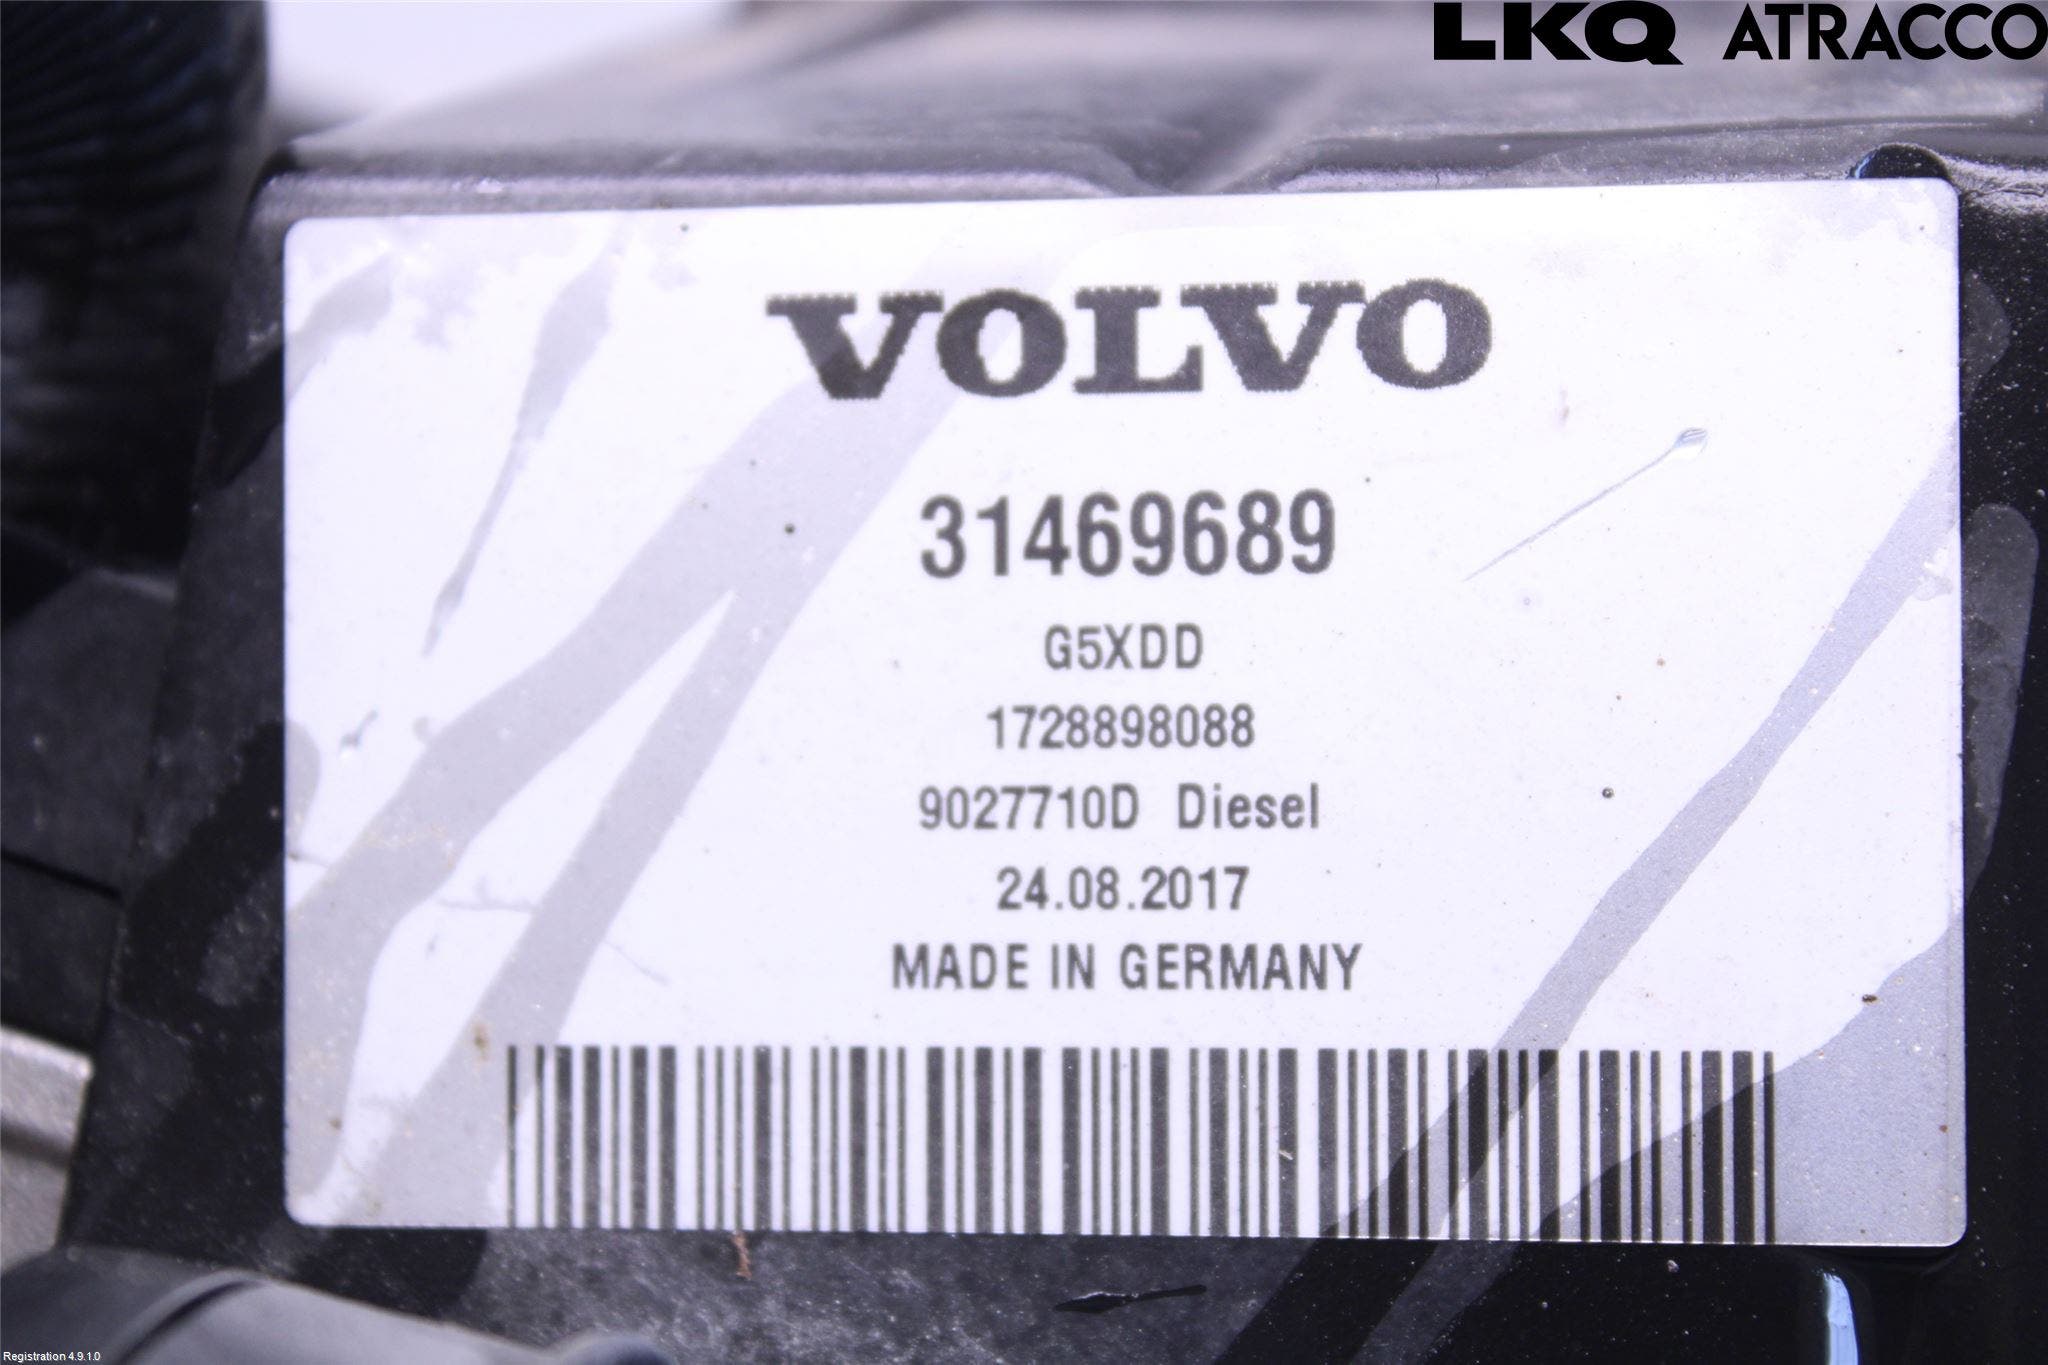 LKQ ATRACCO
VOLVO
31469689
G5XDD
1728898088
9027710D Diesel
24.08.2017
MADE IN GERMANY
Registration 4.9.1.0